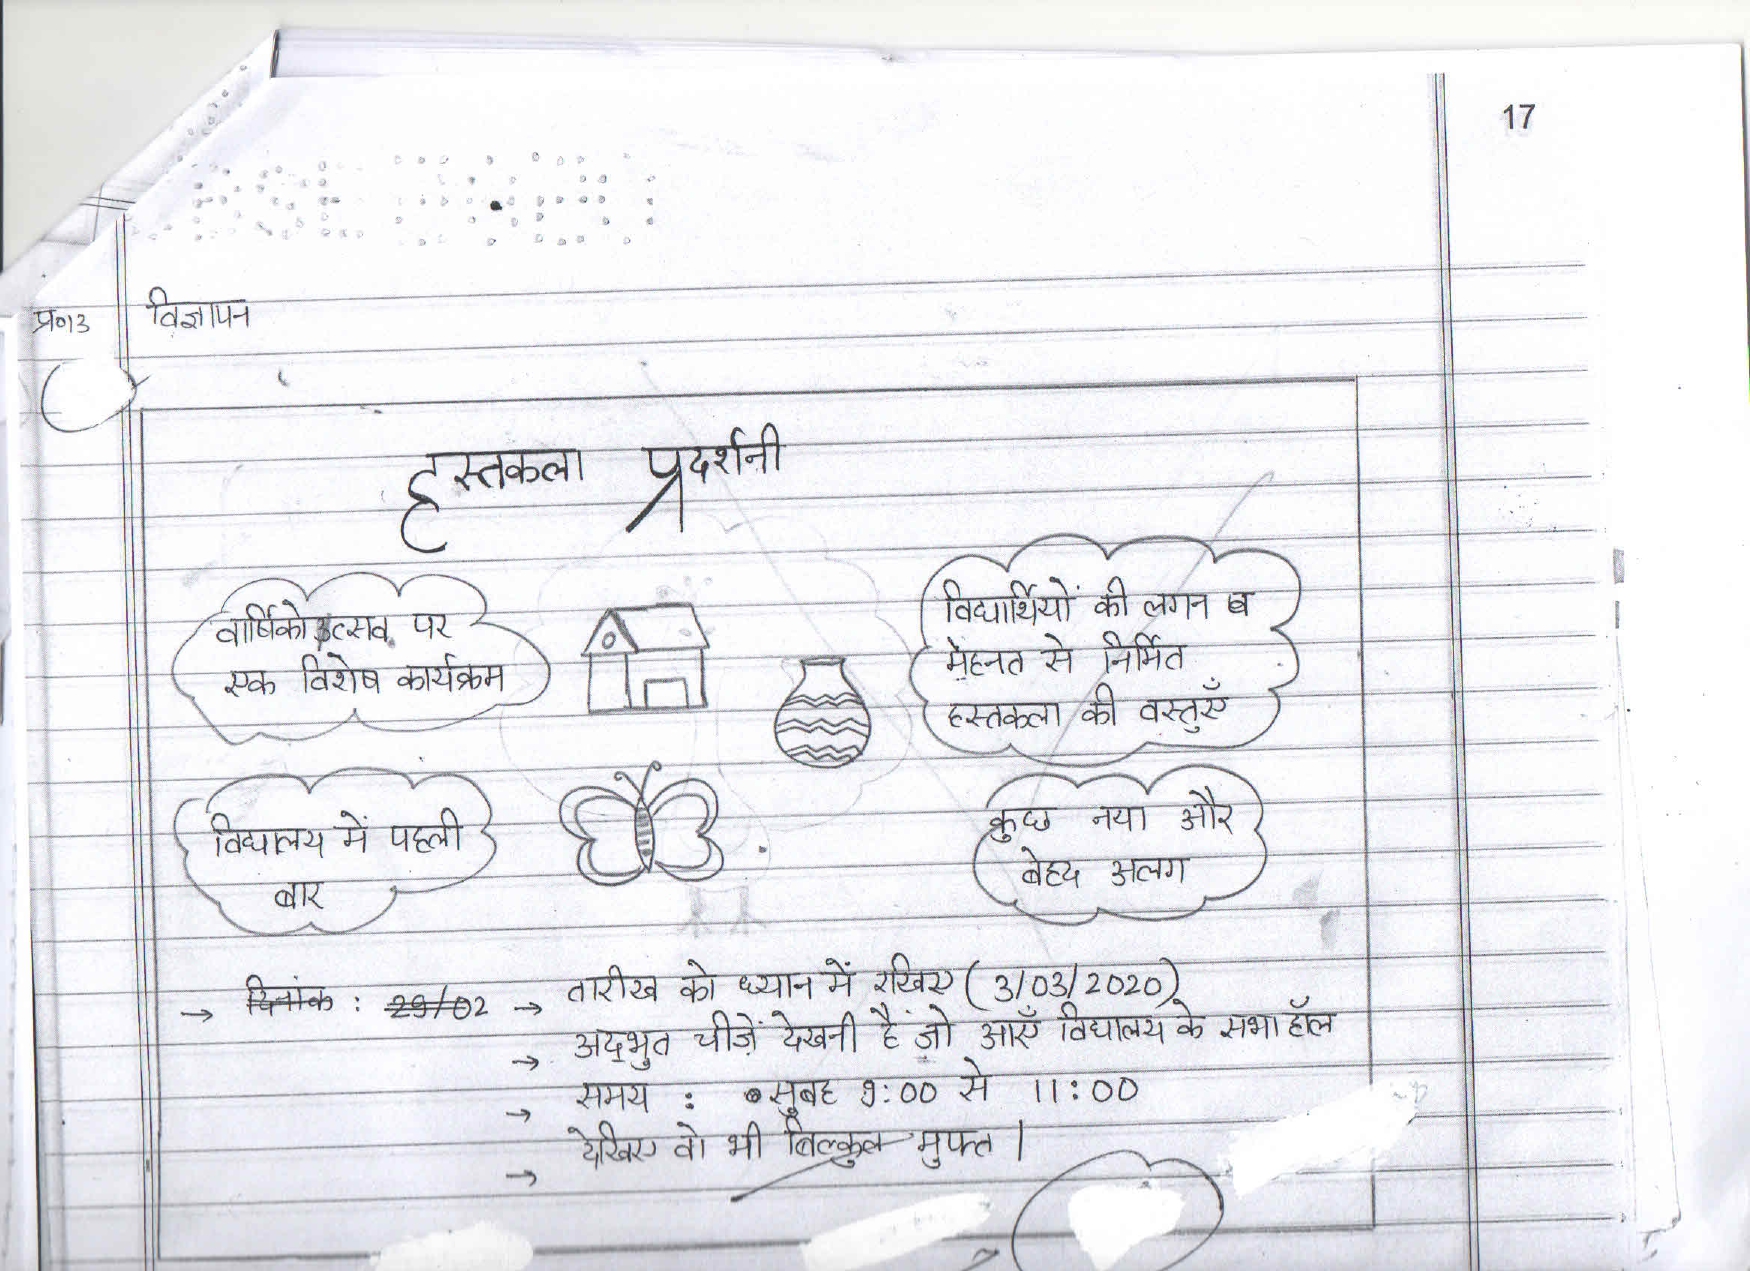 17
प्र०13 विज्ञापन
हस्तकला प्रदर्शनी
वार्षिकोउत्सव पर
एक विशेष कार्यक्रम
विद्यार्थियों की लगन व
मेहनत से निर्मित
हस्तकला की वस्तुएँ
विद्यालय में पहली
बार
कुछ नया और
बेहद अलग
→ दिनांक : 29/02 → तारीख को ध्यान में रखिए (3/03/2020)
→ अद्भुत चीज़ें देखनी हैं जो आएँ विद्यालय के सभा हॉल
→ समय : सुबह 9:00 से 11:00
→ देखिए वो भी बिल्कुल मुफ्त |